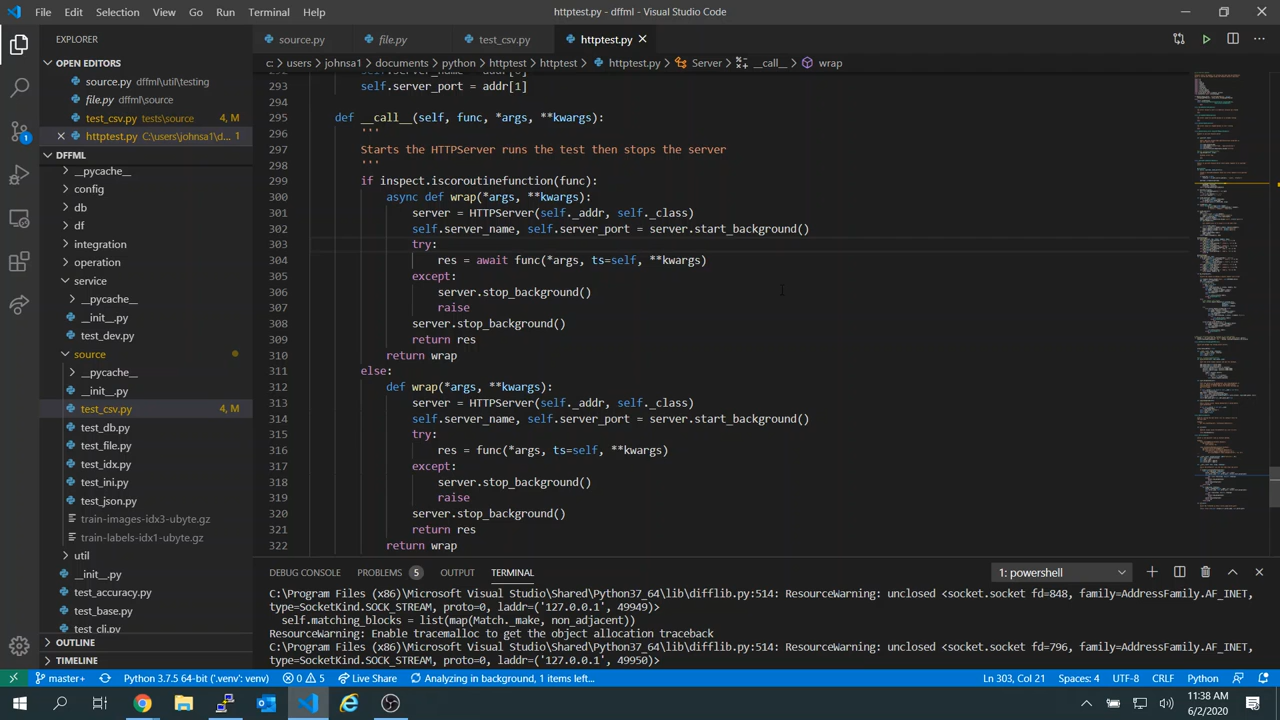 File Edit Selection View Go Run Terminal Help
httptest.py - dffml - Visual Studio Code
EXPLORER
source.py
file.py
test_csv.py
httptest.py
OPEN EDITORS
c: > users > johnsa1 > documents > python > httptest > httptest > httptest.py > Server > __call__ > wrap
source.py dffml\util\testing
file.py dffml\source
test_csv.py tests\source 4, M
httptest.py C:\users\johnsa1\d... 1
DFFML
__pycache__
config
db
df
integration
operation
service
__pycache__
__init__.py
test_dev.py
source
__pycache__
__init__.py
test_csv.py 4, M
test_db.py
test_file.py
test_idx.py
test_ini.py
test_json.py
train-images-idx3-ubyte.gz
train-labels-idx1-ubyte.gz
util
__init__.py
test_accuracy.py
test_base.py
test_cli.py
OUTLINE
TIMELINE
293 self.server_port = addr[1]
294
295 def __call__(self, func, *args, **kwargs):
296 '''
297 Starts the HTTPServer runs the test then stops the server
298 '''
299
300 async def wrap(*args, **kwargs):
301 server = (self._addr, self._class)
302 self.server_port = server.start_background()
303 try:
304 res = await (*args, ts=self, **kwargs)
305 except:
306 server.stop_background()
307 raise
308 server.stop_background()
309 return res
310 return wrap
311 else:
312 def wrap(*args, **kwargs):
313 server = (self._addr, self._class)
314 self.server_port = server.start_background()
315 try:
316 res = args, ts=self, **kwargs)
317 except:
318 server.stop_background()
319 raise
320 server.stop_background()
321 return res
322 return wrap
DEBUG CONSOLE PROBLEMS 5 OUTPUT TERMINAL 1: powershell
C:\Program Files (x86)\Microsoft Visual Studio\Shared\Python37_64\lib\difflib.py:514: ResourceWarning: unclosed <socket.socket fd=848, family=AddressFamily.AF_INET,
type=SocketKind.SOCK_STREAM, proto=0, laddr=('127.0.0.1', 49949)>
self.matching_blocks = list(map(Match._make, non_adjacent))
ResourceWarning: Enable tracemalloc to get the object allocation traceback
C:\Program Files (x86)\Microsoft Visual Studio\Shared\Python37_64\lib\difflib.py:514: ResourceWarning: unclosed <socket.socket fd=796, family=AddressFamily.AF_INET,
type=SocketKind.SOCK_STREAM, proto=0, laddr=('127.0.0.1', 49950)>
master+ Python 3.7.5 64-bit ('.venv': venv) 0 5 Live Share Analyzing in background, 1 items left... Ln 303, Col 21 Spaces: 4 UTF-8 CRLF Python
11:38 AM
6/2/2020